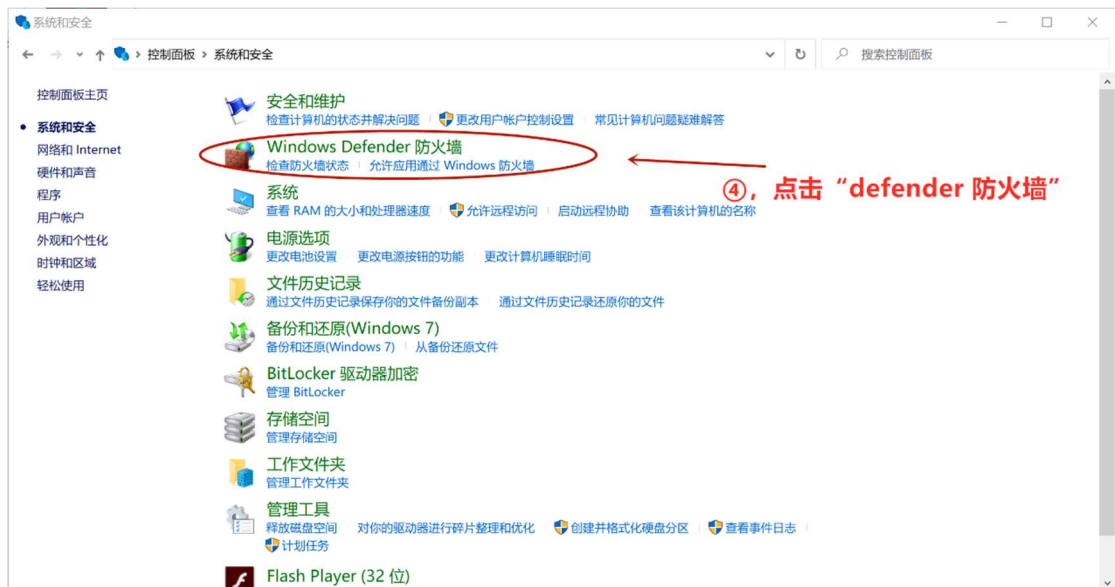 系统和安全
控制面板 > 系统和安全
搜索控制面板
控制面板主页
系统和安全
网络和 Internet
硬件和声音
程序
用户帐户
外观和个性化
时钟和区域
轻松使用
安全和维护
检查计算机的状态并解决问题 更改用户帐户控制设置 常见计算机问题疑难解答
Windows Defender 防火墙
检查防火墙状态 允许应用通过 Windows 防火墙
④，点击“defender 防火墙”
系统
查看 RAM 的大小和处理器速度 允许远程访问 启动远程协助 查看该计算机的名称
电源选项
更改电池设置 更改电源按钮的功能 更改计算机睡眠时间
文件历史记录
通过文件历史记录保存你的文件备份副本 通过文件历史记录还原你的文件
备份和还原(Windows 7)
备份和还原(Windows 7) 从备份还原文件
BitLocker 驱动器加密
管理 BitLocker
存储空间
管理存储空间
工作文件夹
管理工作文件夹
管理工具
释放磁盘空间 对你的驱动器进行碎片整理和优化 创建并格式化硬盘分区 查看事件日志
计划任务
Flash Player (32 位)